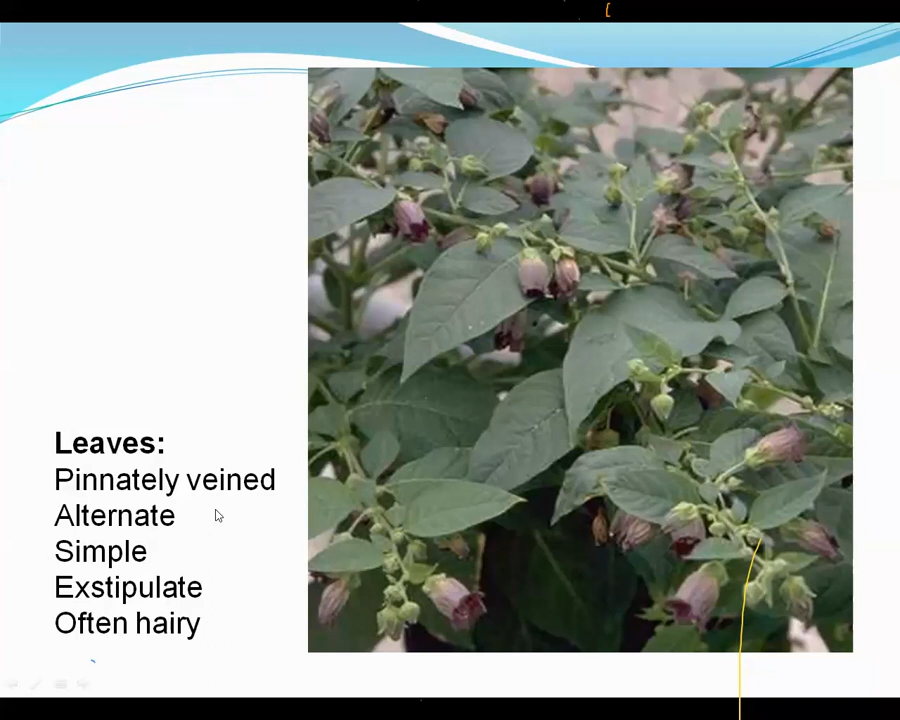 Leaves:
Pinnately veined
Alternate
Simple
Exstipulate
Often hairy